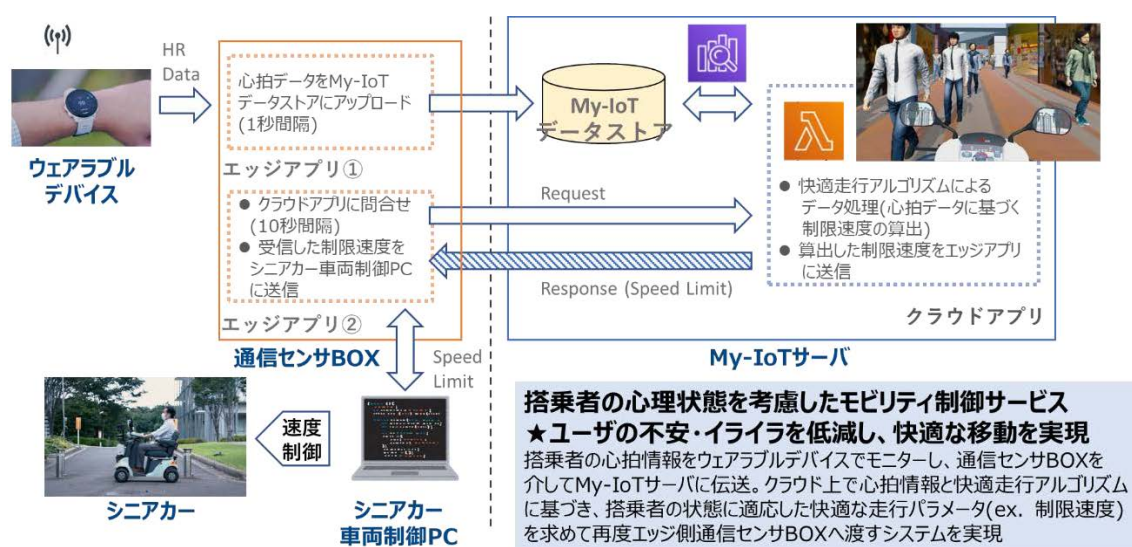 HR
Data
ウェアラブル
デバイス
心拍データをMy-IoT
データストアにアップロード
(1秒間隔)
エッジアプリ①
● クラウドアプリに問合せ
(10秒間隔)
● 受信した制限速度を
シニアカー車両制御PC
に送信
エッジアプリ②
通信センサBOX
My-IoT
データストア
Request
Response (Speed Limit)
● 快適走行アルゴリズムによる
データ処理(心拍データに基づく
制限速度の算出)
● 算出した制限速度をエッジアプリ
に送信
クラウドアプリ
My-IoTサーバ
Speed
Limit
速度
制御
シニアカー
シニアカー
車両制御PC
搭乗者の心理状態を考慮したモビリティ制御サービス
★ユーザの不安・イライラを低減し、快適な移動を実現
搭乗者の心拍情報をウェアラブルデバイスでモニターし、通信センサBOXを
介してMy-IoTサーバに伝送。クラウド上で心拍情報と快適走行アルゴリズム
に基づき、搭乗者の状態に適応した快適な走行パラメータ(ex. 制限速度)
を求めて再度エッジ側通信センサBOXへ渡すシステムを実現